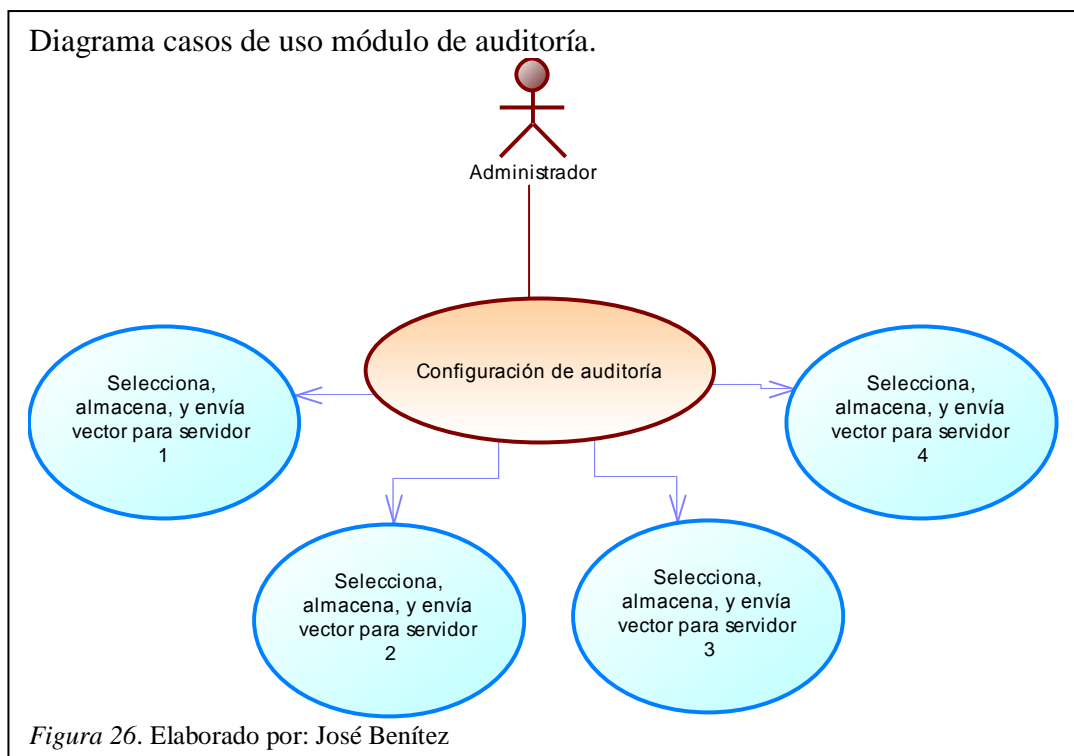 Diagrama casos de uso módulo de auditoría.
Administrador
Configuración de auditoría
Selecciona,
almacena, y envía
vector para servidor
1
Selecciona,
almacena, y envía
vector para servidor
4
Selecciona,
almacena, y envía
vector para servidor
2
Selecciona,
almacena, y envía
vector para servidor
3
Figura 26. Elaborado por: José Benítez